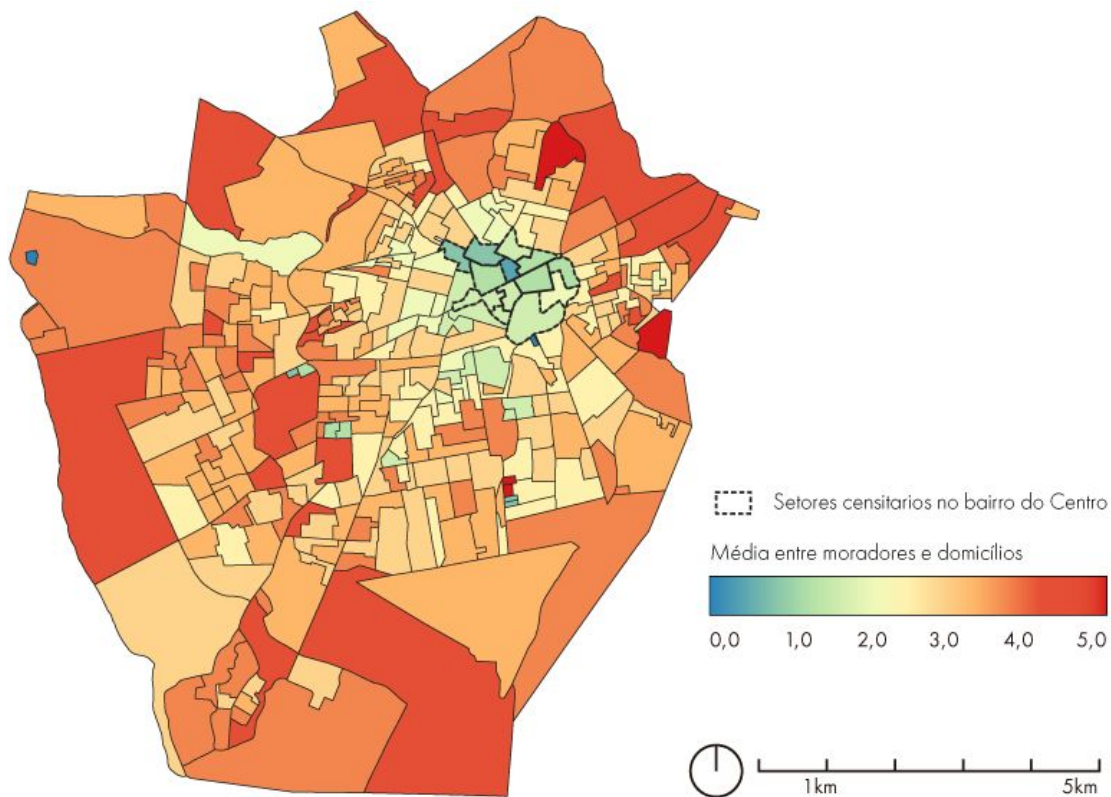 Setores censitarios no bairro do Centro
Média entre moradores e domicílios
0,0 1,0 2,0 3,0 4,0 5,0
1km 5km